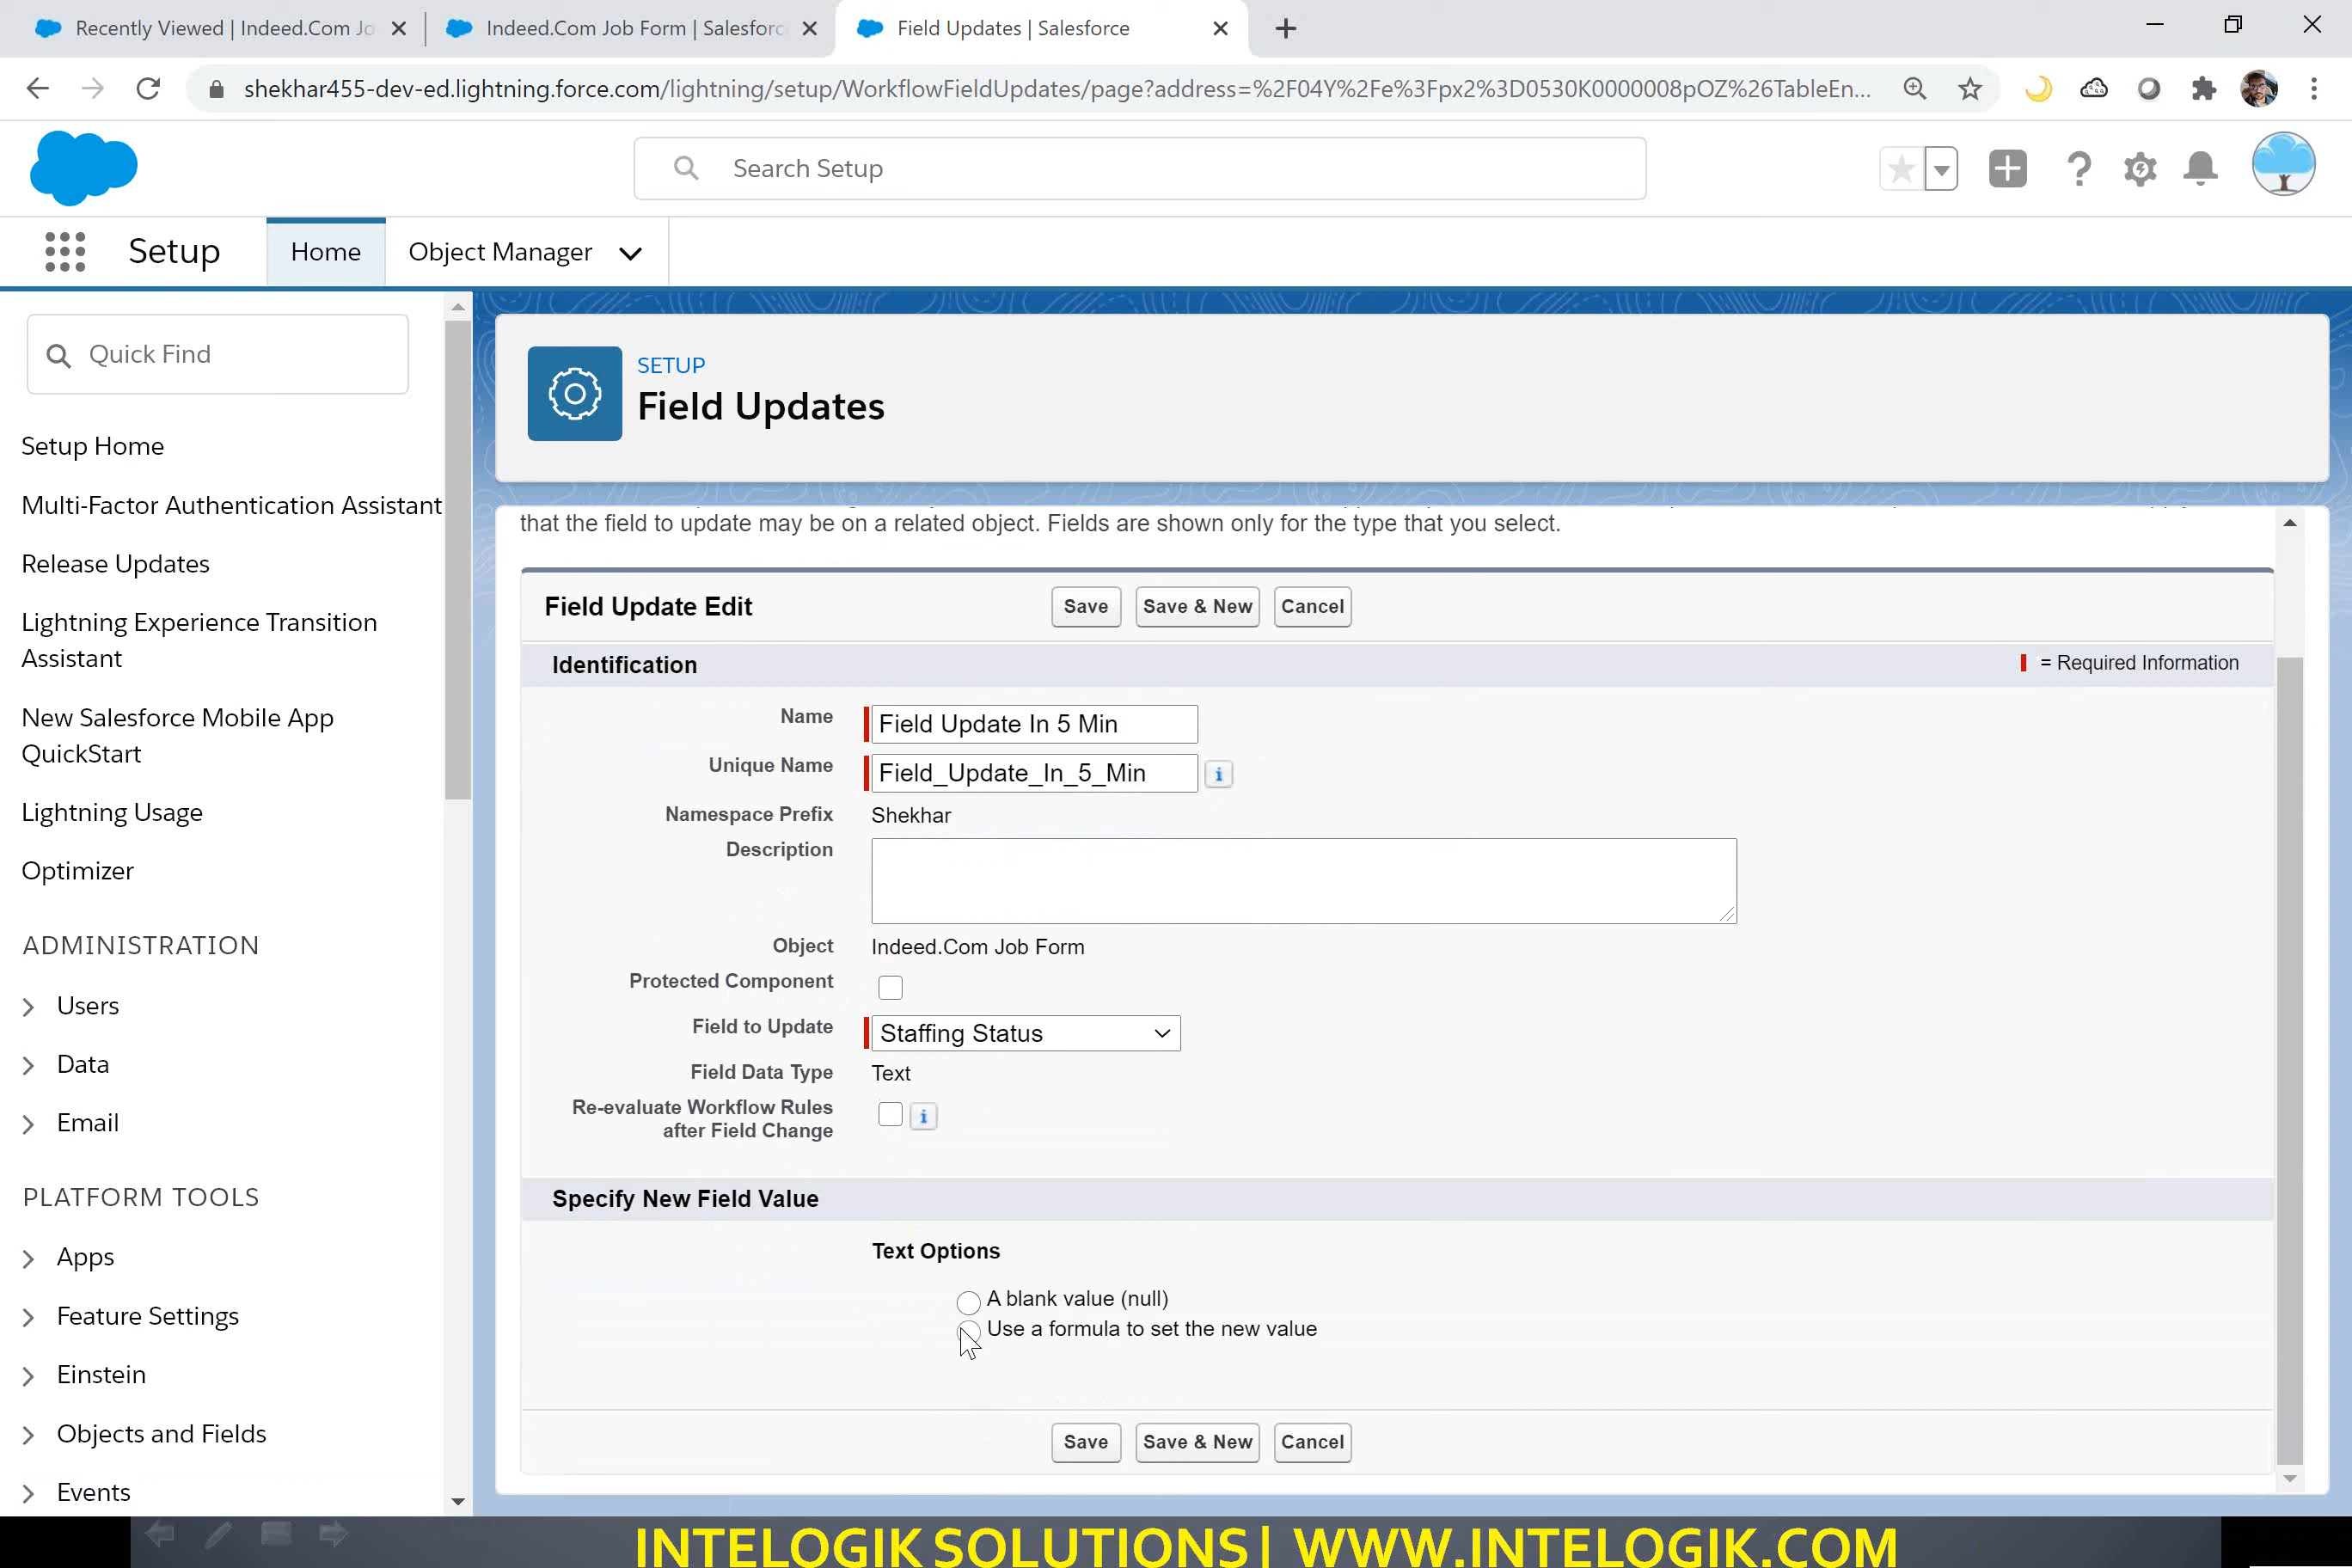 Recently Viewed | Indeed.Com Jo
Indeed.Com Job Form | Salesforc
Field Updates | Salesforce
shekhar455-dev-ed.lightning.force.com/lightning/setup/WorkflowFieldUpdates/page?address=%2F04Y%2Fe%3Fpx2%3D0530K0000008pOZ%26TableEn...
Search Setup
Setup
Home
Object Manager
Quick Find
Setup Home
Multi-Factor Authentication Assistant
Release Updates
Lightning Experience Transition
Assistant
New Salesforce Mobile App
QuickStart
Lightning Usage
Optimizer
ADMINISTRATION
Users
Data
Email
PLATFORM TOOLS
Apps
Feature Settings
Einstein
Objects and Fields
Events
SETUP
Field Updates
that the field to update may be on a related object. Fields are shown only for the type that you select.
Field Update Edit
Save
Save & New
Cancel
Identification
= Required Information
Name
Field Update In 5 Min
Unique Name
Field_Update_In_5_Min
Namespace Prefix
Shekhar
Description
Object
Indeed.Com Job Form
Protected Component
Field to Update
Staffing Status
Field Data Type
Text
Re-evaluate Workflow Rules
after Field Change
Specify New Field Value
Text Options
A blank value (null)
Use a formula to set the new value
Save
Save & New
Cancel
INTELOGIK SOLUTIONS | WWW.INTELOGIK.COM